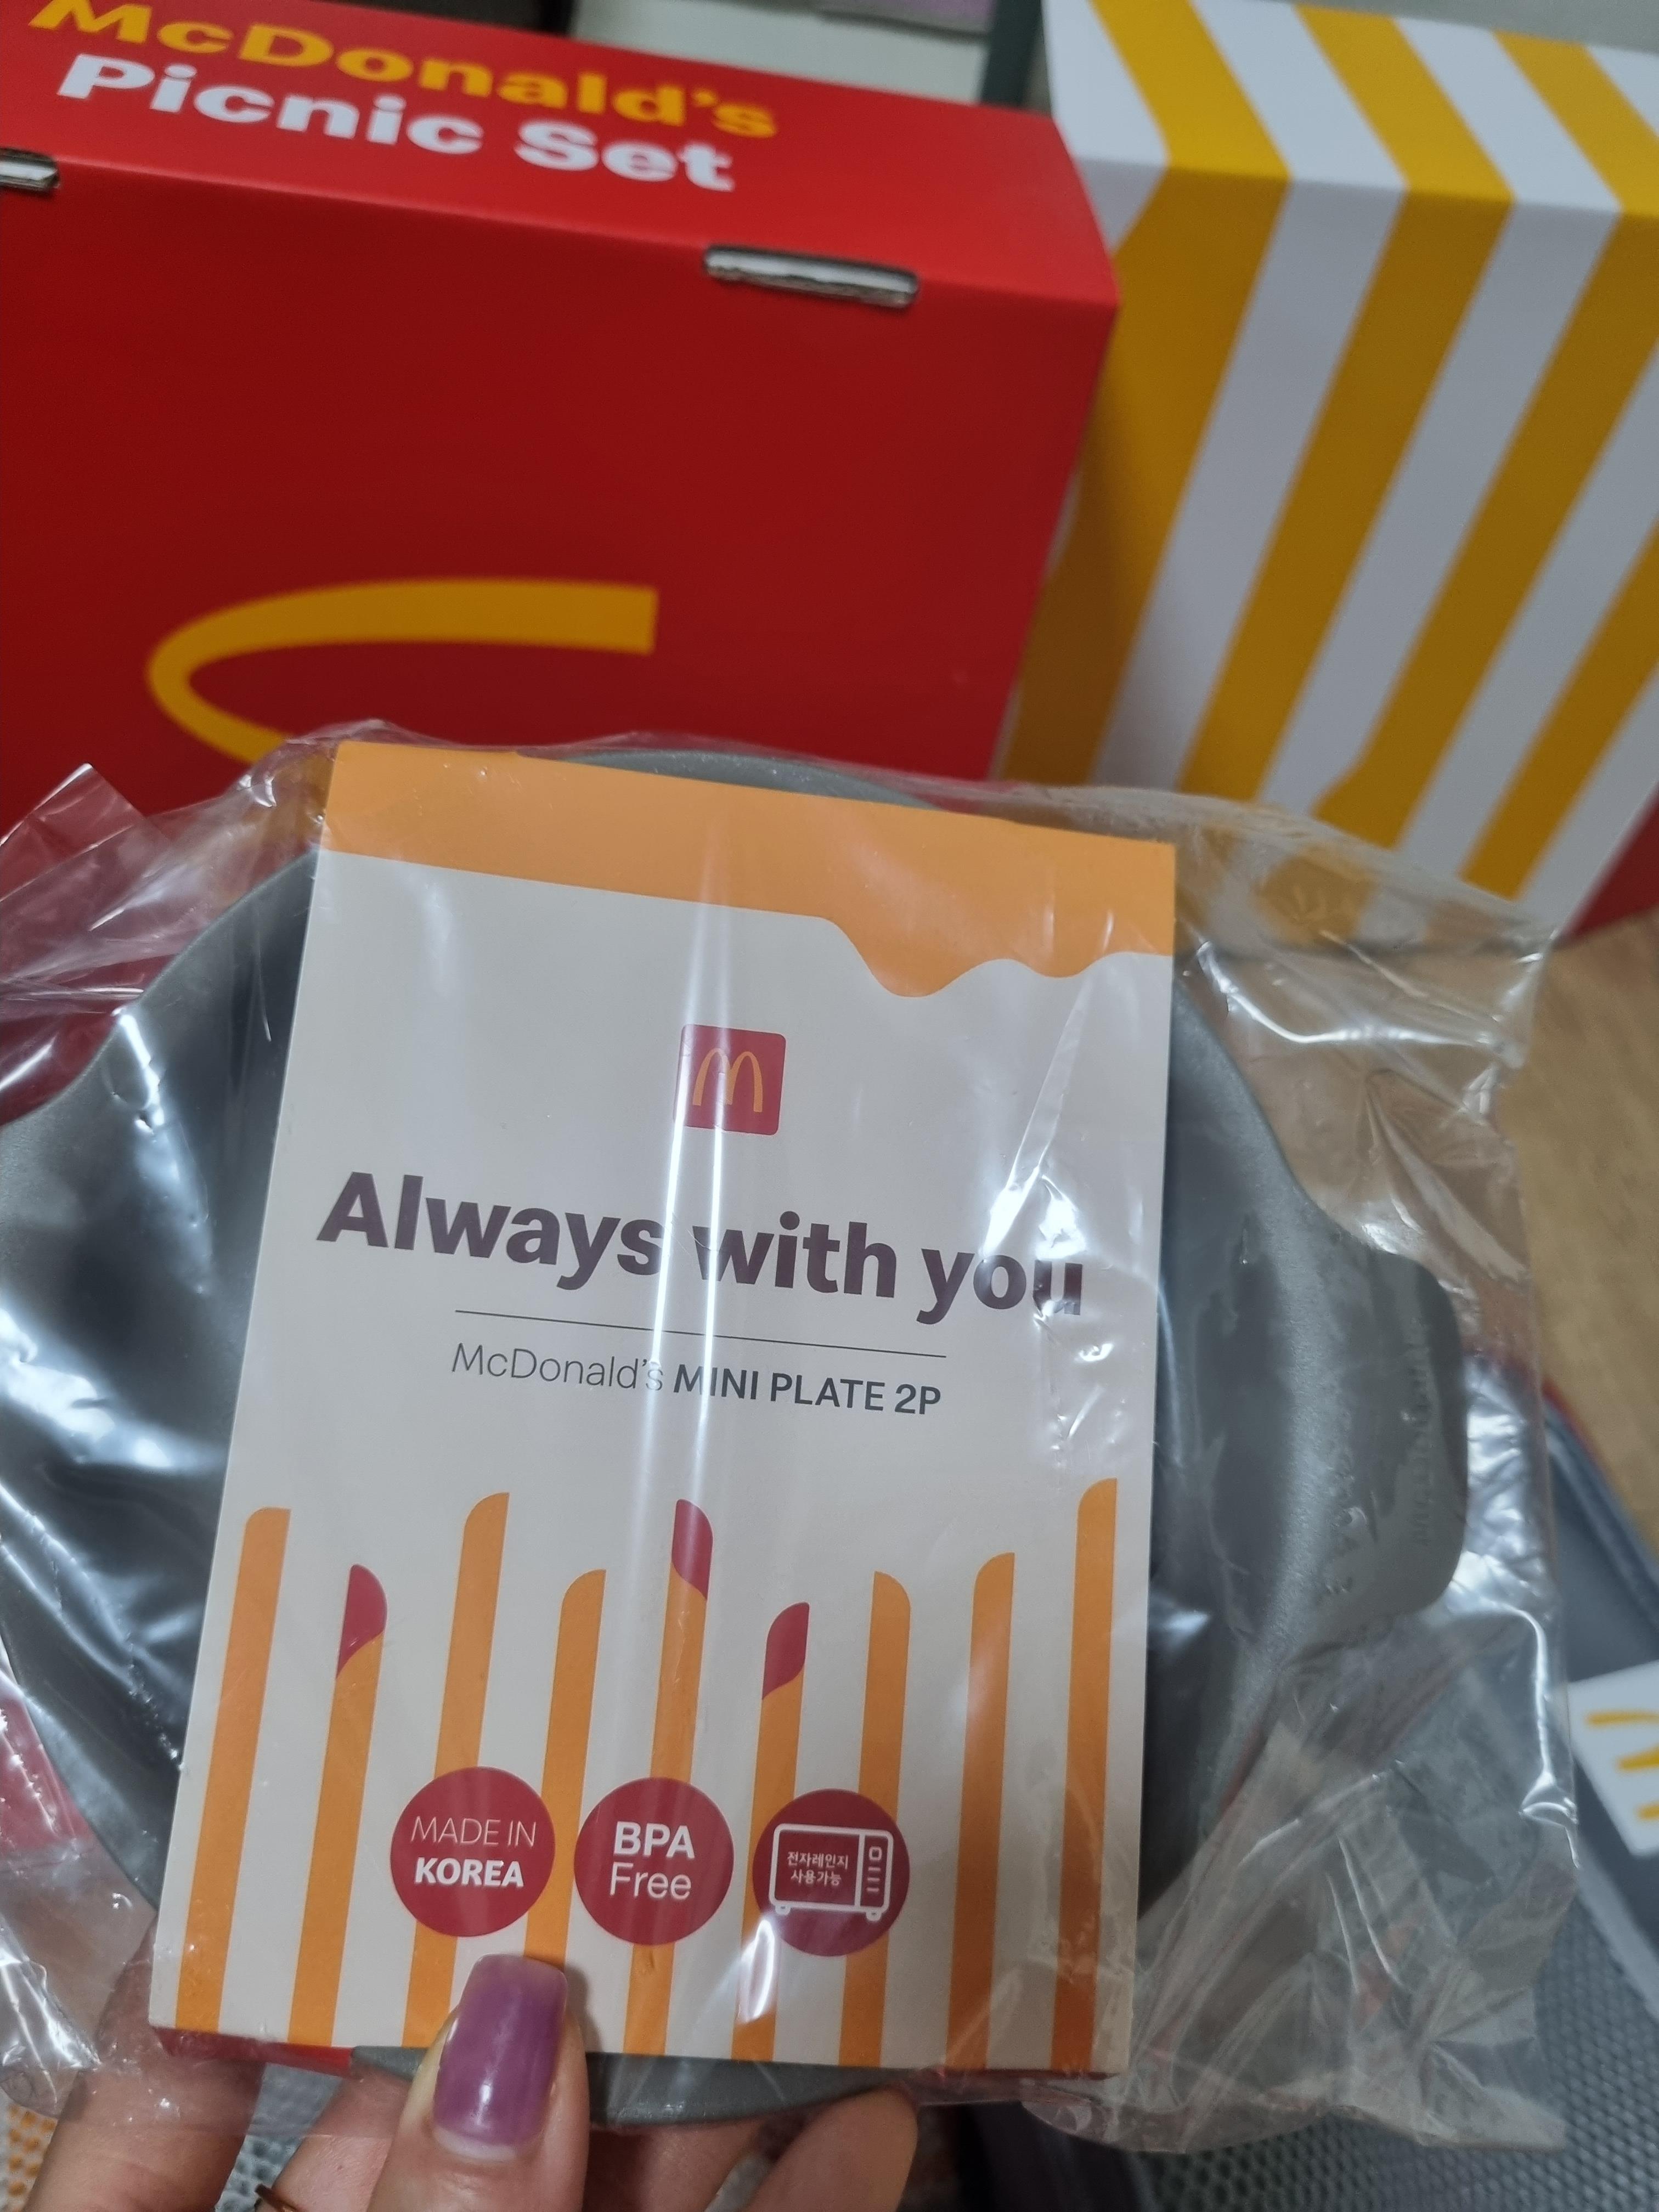 McDonald's
Picnic Set
Always with you
McDonald's MINI PLATE 2P
MADE IN
KOREA
BPA
Free
전자레인지
사용가능